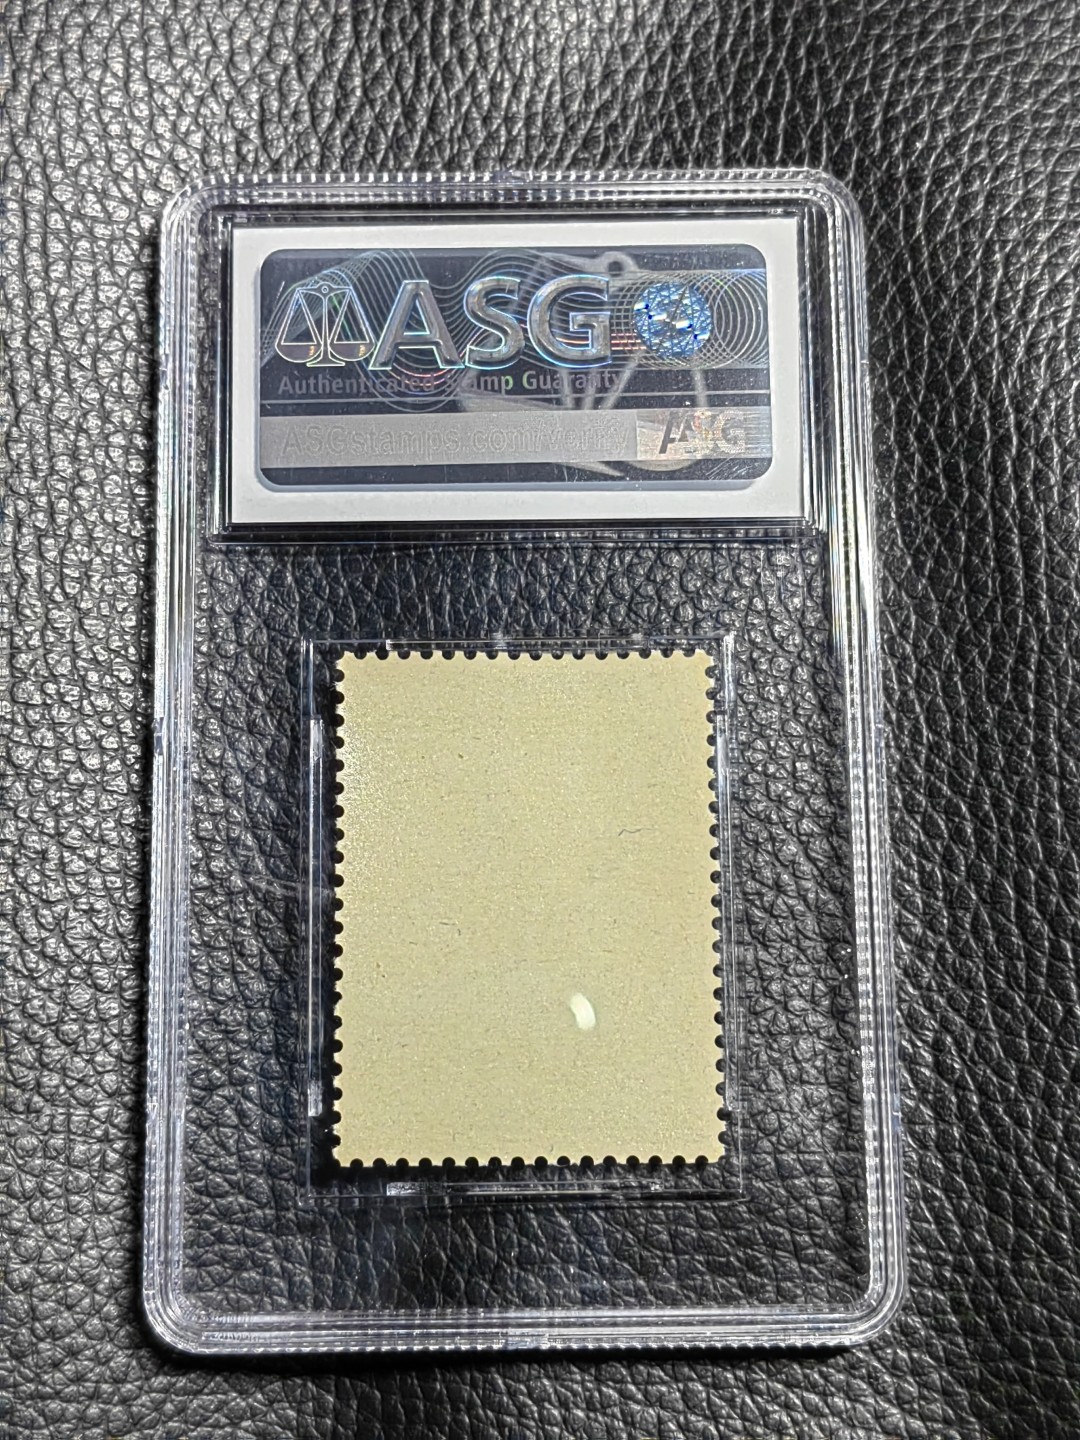 ASG
Authenticated Stamp Guaranty
ASGstamps.com/verify ASG